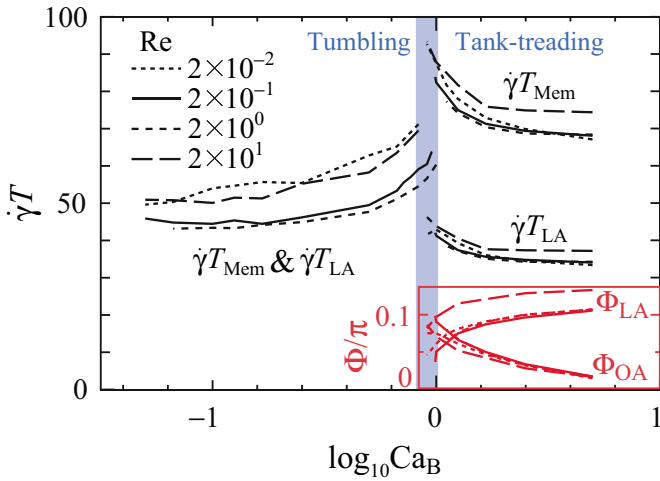 100
Tumbling
Tank-treading
Re
2×10⁻²
2×10⁻¹
2×10⁰
2×10¹
γ̇T_Mem
γ̇T
50
γ̇T_LA
γ̇T_Mem & γ̇T_LA
Φ/π
0.1
0
Φ_LA
Φ_OA
0
−1
0
1
log₁₀Ca_B